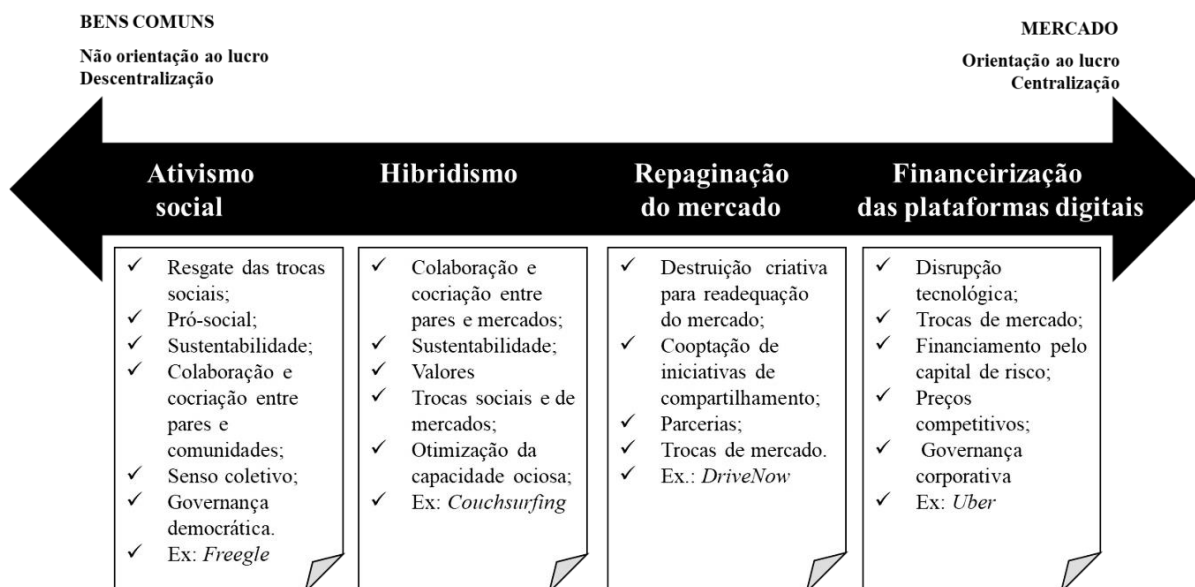 BENS COMUNS
Não orientação ao lucro
Descentralização
MERCADO
Orientação ao lucro
Centralização
Ativismo
social
Hibridismo
Repaginação
do mercado
Financeirização
das plataformas digitais
✓ Resgate das trocas
sociais;
✓ Pró-social;
✓ Sustentabilidade;
✓ Colaboração e
cocriação entre
pares e
comunidades;
✓ Senso coletivo;
✓ Governança
democrática.
✓ Ex: Freegle
✓ Colaboração e
cocriação entre
pares e mercados;
✓ Sustentabilidade;
✓ Valores
✓ Trocas sociais e de
mercados;
✓ Otimização da
capacidade ociosa;
✓ Ex: Couchsurfing
✓ Destruição criativa
para readequação
do mercado;
✓ Cooptação de
iniciativas de
compartilhamento;
✓ Parcerias;
✓ Trocas de mercado.
✓ Ex.: DriveNow
✓ Disrupção
tecnológica;
✓ Trocas de mercado;
✓ Financiamento pelo
capital de risco;
✓ Preços
competitivos;
✓ Governança
corporativa
✓ Ex: Uber